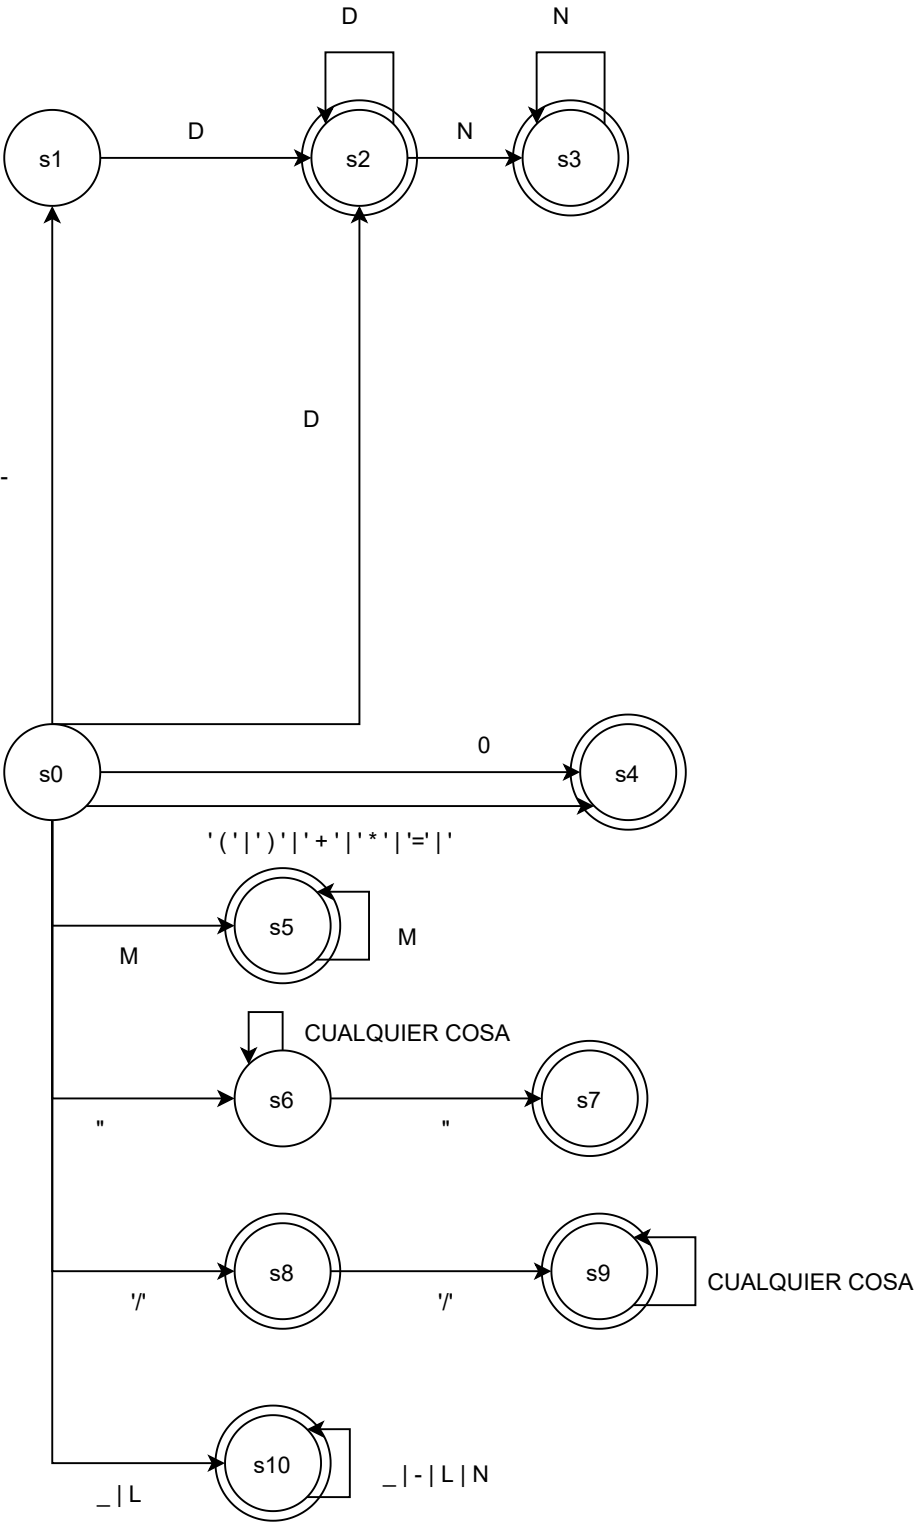 D N
s1 D s2 N s3
D
-
s0 0 s4
' ( ' | ' ) ' | ' + ' | ' * ' | '=' | '
s5 M
M
CUALQUIER COSA
s6 s7
" "
s8 s9 CUALQUIER COSA
'/' '/'
s10 _ | - | L | N
_ | L